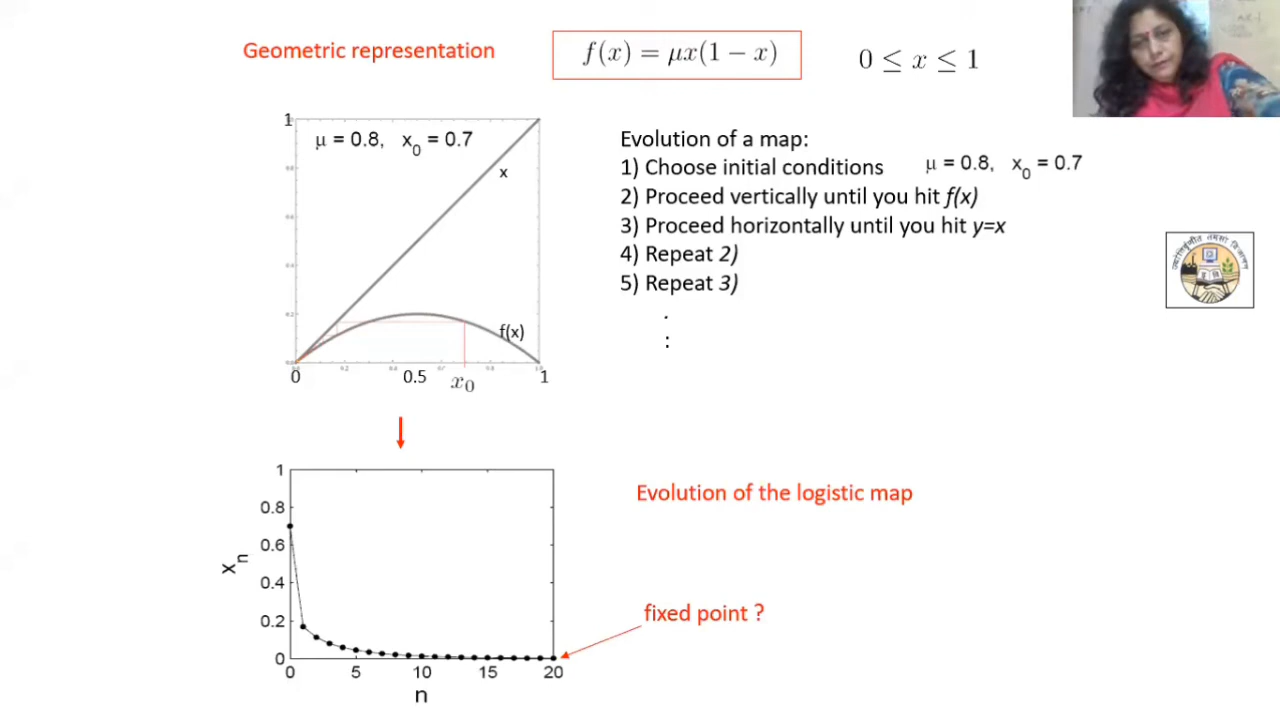 Geometric representation
f(x) = μx(1 − x)
0 ≤ x ≤ 1
1
μ = 0.8, x₀ = 0.7
x
f(x)
0 0.5 x₀ 1
Evolution of a map:
1) Choose initial conditions μ = 0.8, x₀ = 0.7
2) Proceed vertically until you hit f(x)
3) Proceed horizontally until you hit y=x
4) Repeat 2)
5) Repeat 3)
.
:
1
0.8
0.6
0.4
0.2
0
xₙ
0 5 10 15 20
n
Evolution of the logistic map
fixed point ?